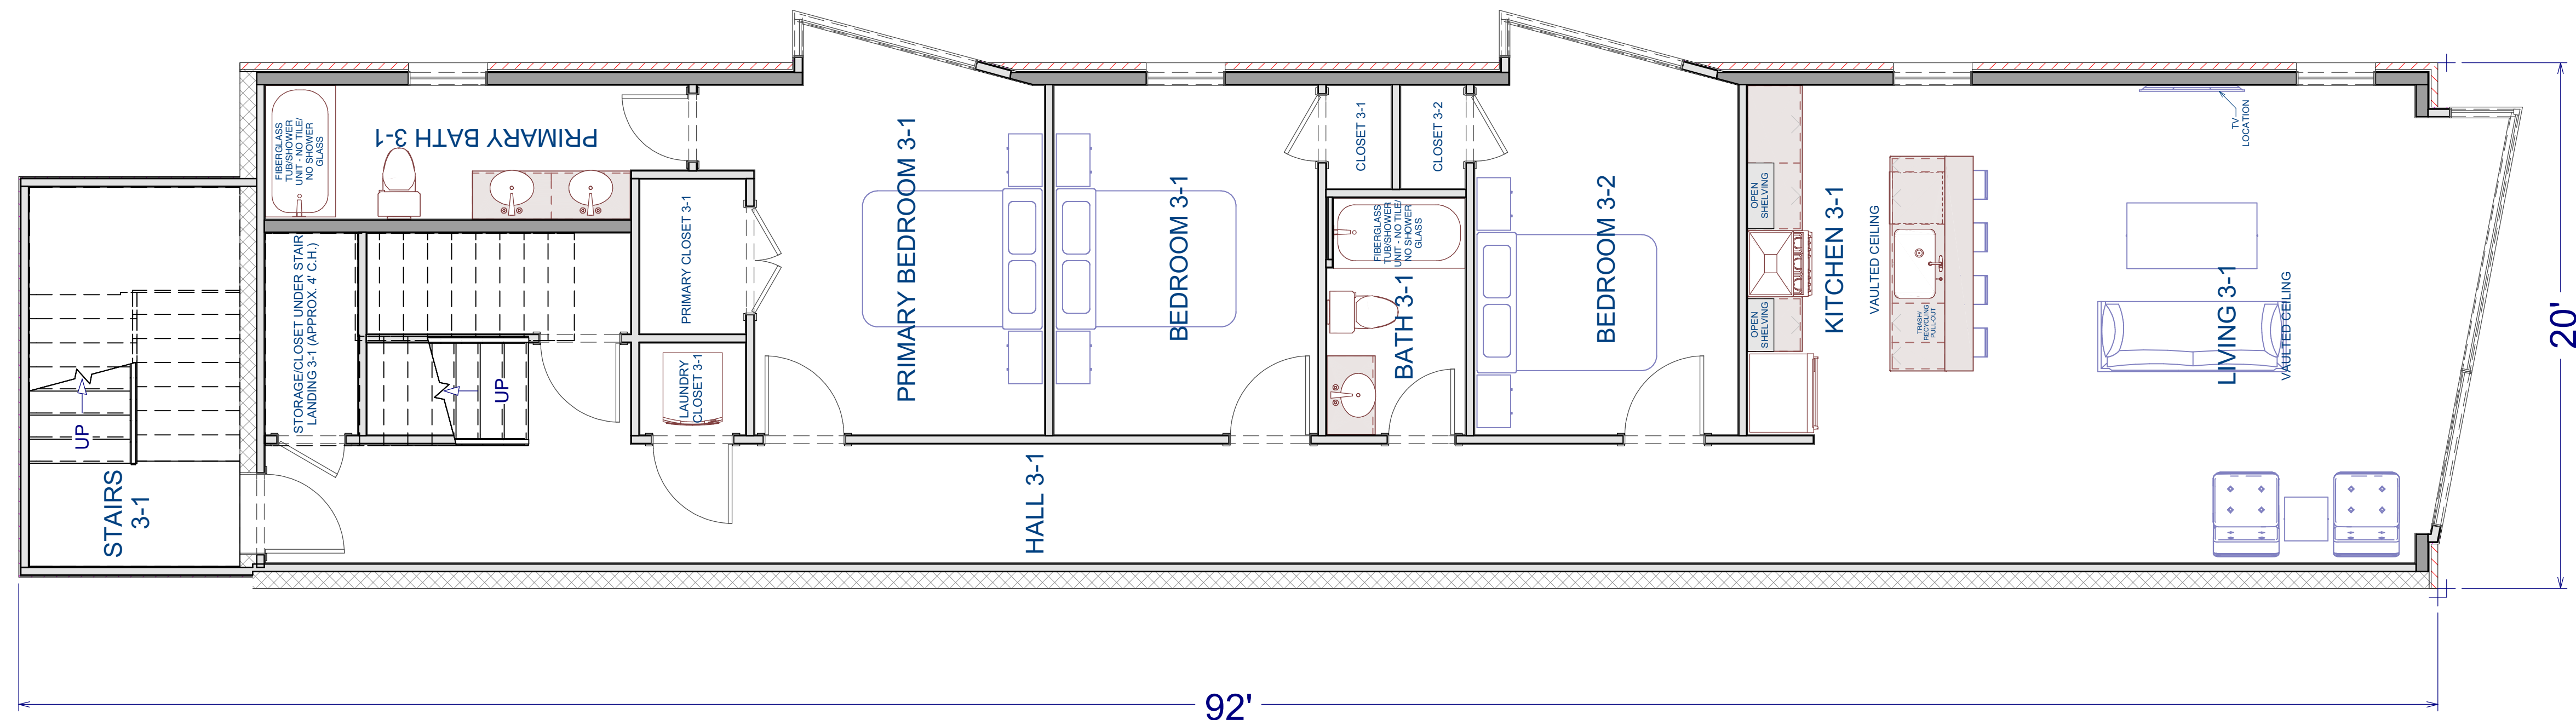 STAIRS
3-1
UP
FIBERGLASS
TUB/SHOWER
UNIT - NO TILE/
NO SHOWER
GLASS
PRIMARY BATH 3-1
STORAGE/CLOSET UNDER STAIR
LANDING 3-1 (APPROX. 4' C.H.)
UP
PRIMARY CLOSET 3-1
LAUNDRY
CLOSET 3-1
PRIMARY BEDROOM 3-1
HALL 3-1
BEDROOM 3-1
CLOSET 3-1
CLOSET 3-2
FIBERGLASS
TUB/SHOWER
UNIT - NO TILE/
NO SHOWER
GLASS
BATH 3-1
BEDROOM 3-2
OPEN
SHELVING
OPEN
SHELVING
KITCHEN 3-1
VAULTED CEILING
TRASH/
RECYCLING
PULL-OUT
TV
LOCATION
LIVING 3-1
VAULTED CEILING
20'
92'